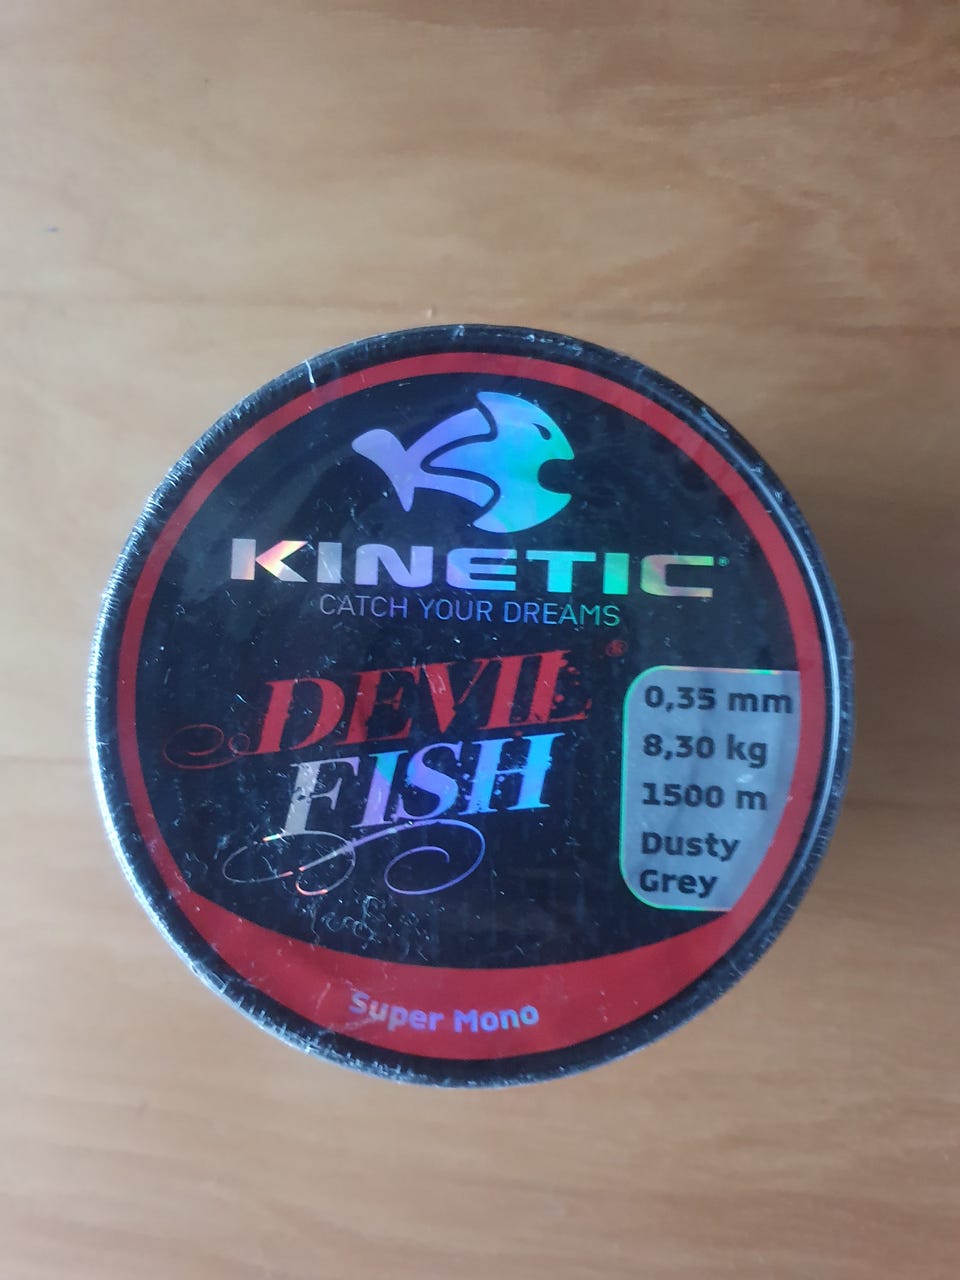 KINETIC®
CATCH YOUR DREAMS
DEVIL®
FISH
0,35 mm
8,30 kg
1500 m
Dusty
Grey
Super Mono